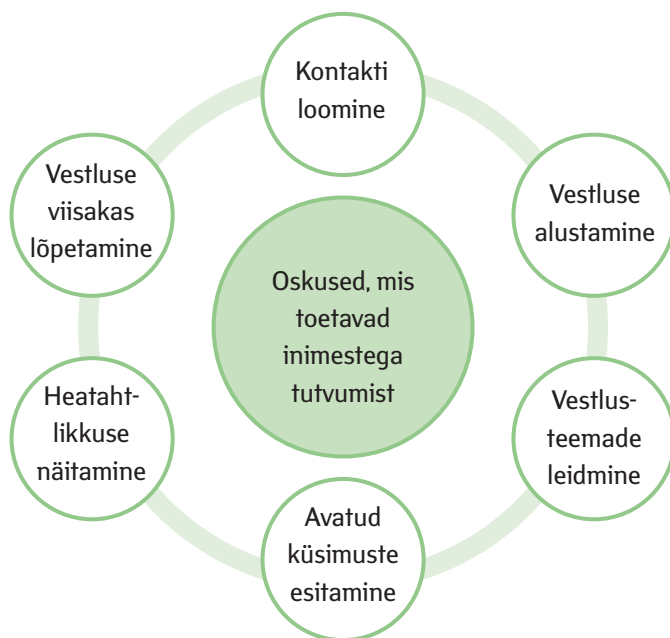 Kontakti
loomine
Vestluse
alustamine
Vestlus-
teemade
leidmine
Avatud
küsimuste
esitamine
Heataht-
likkuse
näitamine
Vestluse
viisakas
lõpetamine
Oskused, mis
toetavad
inimestega
tutvumist